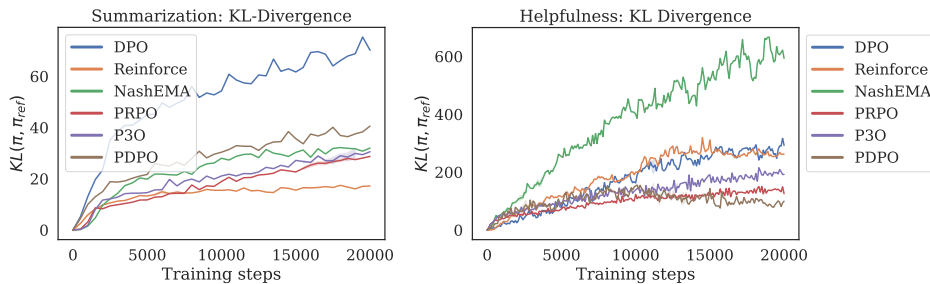 Summarization: KL-Divergence
KL(π, π_ref)
60
40
20
0
DPO
Reinforce
NashEMA
PRPO
P3O
PDPO
0 5000 10000 15000 20000
Training steps
Helpfulness: KL Divergence
KL(π, π_ref)
600
400
200
0
0 5000 10000 15000 20000
Training steps
DPO
Reinforce
NashEMA
PRPO
P3O
PDPO